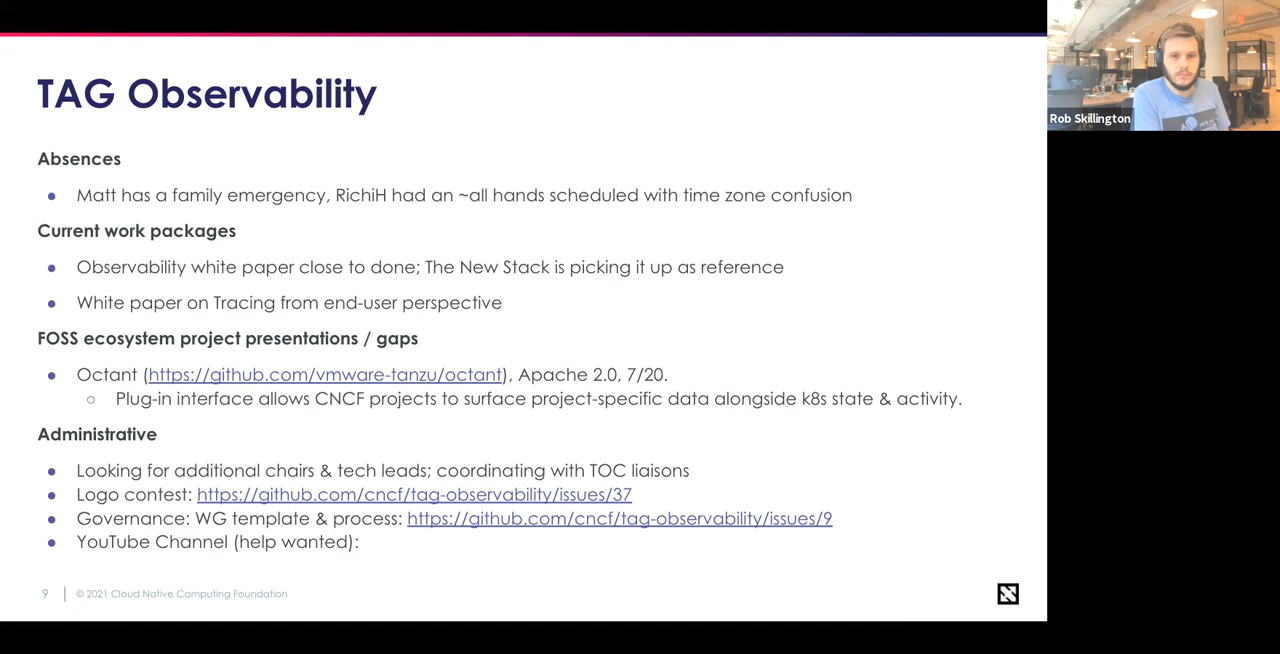 TAG Observability
Rob Skillington
Absences
● Matt has a family emergency, RichiH had an ~all hands scheduled with time zone confusion
Current work packages
● Observability white paper close to done; The New Stack is picking it up as reference
● White paper on Tracing from end-user perspective
FOSS ecosystem project presentations / gaps
● Octant (https://github.com/vmware-tanzu/octant), Apache 2.0, 7/20.
○ Plug-in interface allows CNCF projects to surface project-specific data alongside k8s state & activity.
Administrative
● Looking for additional chairs & tech leads; coordinating with TOC liaisons
● Logo contest: https://github.com/cncf/tag-observability/issues/37
● Governance: WG template & process: https://github.com/cncf/tag-observability/issues/9
● YouTube Channel (help wanted):
9 | © 2021 Cloud Native Computing Foundation